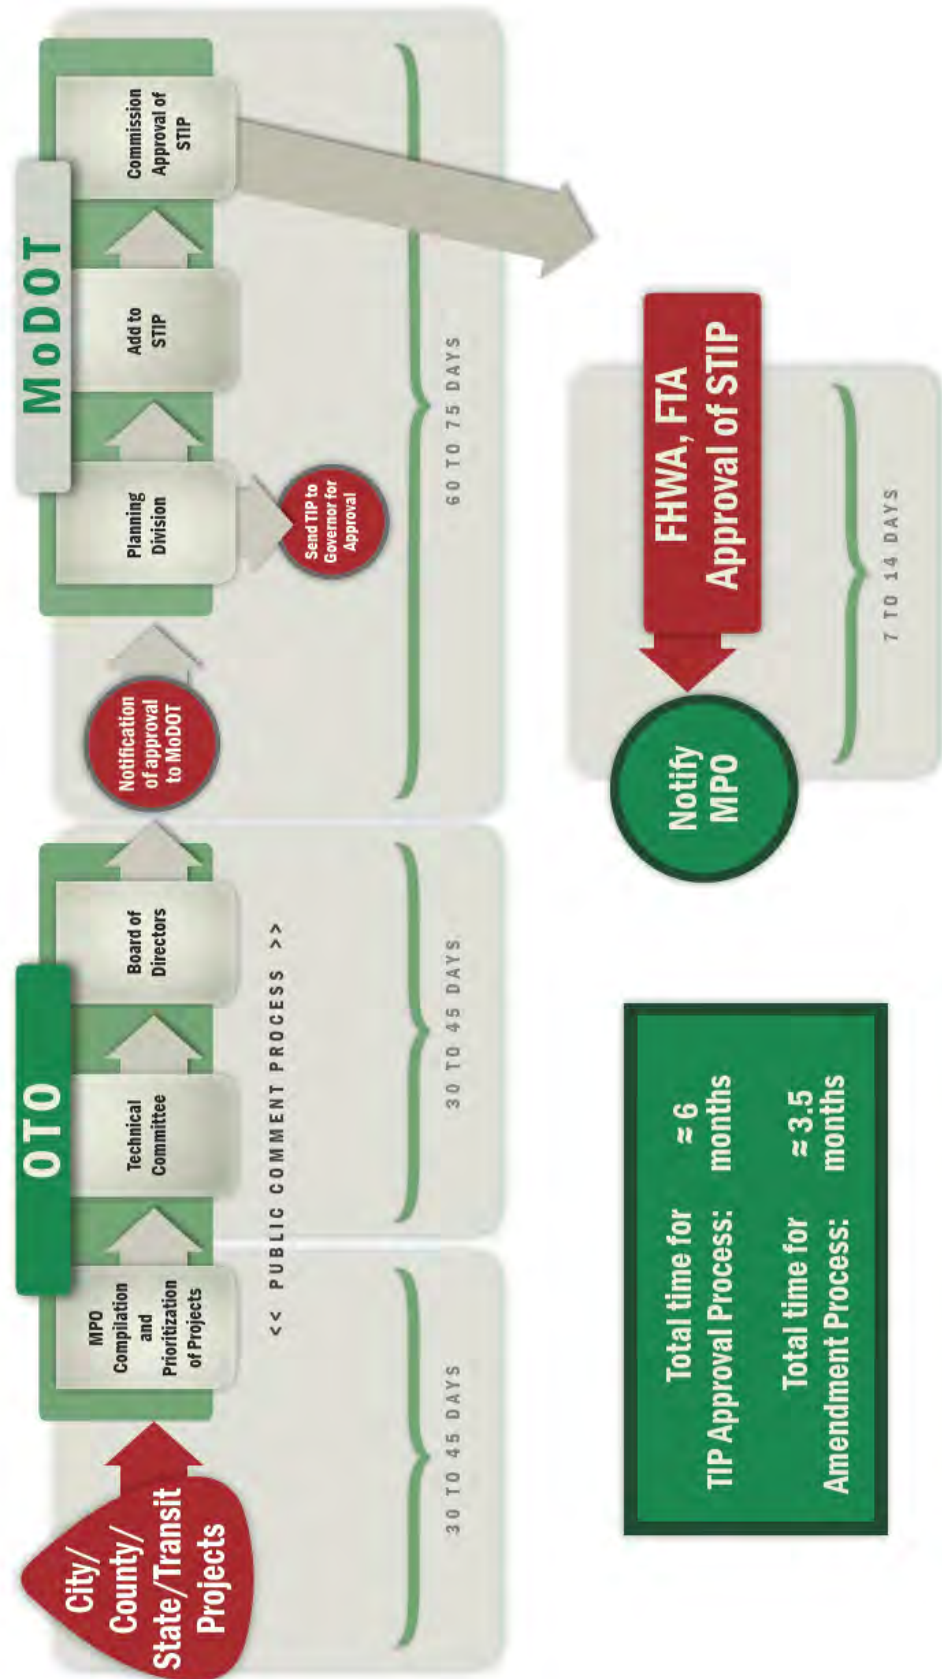 OTO
MoDOT
City/
County/
State/Transit
Projects
MPO
Compilation
and
Prioritization
of Projects
Technical
Committee
Board of
Directors
Notification
of approval
to MoDOT
Planning
Division
Add to
STIP
Commission
Approval of
STIP
Send TIP to
Governor for
Approval
<< PUBLIC COMMENT PROCESS >>
30 TO 45 DAYS
30 TO 45 DAYS
60 TO 75 DAYS
Total time for
TIP Approval Process:
≈ 6
months
Total time for
Amendment Process:
≈ 3.5
months
Notify
MPO
FHWA, FTA
Approval of STIP
7 TO 14 DAYS